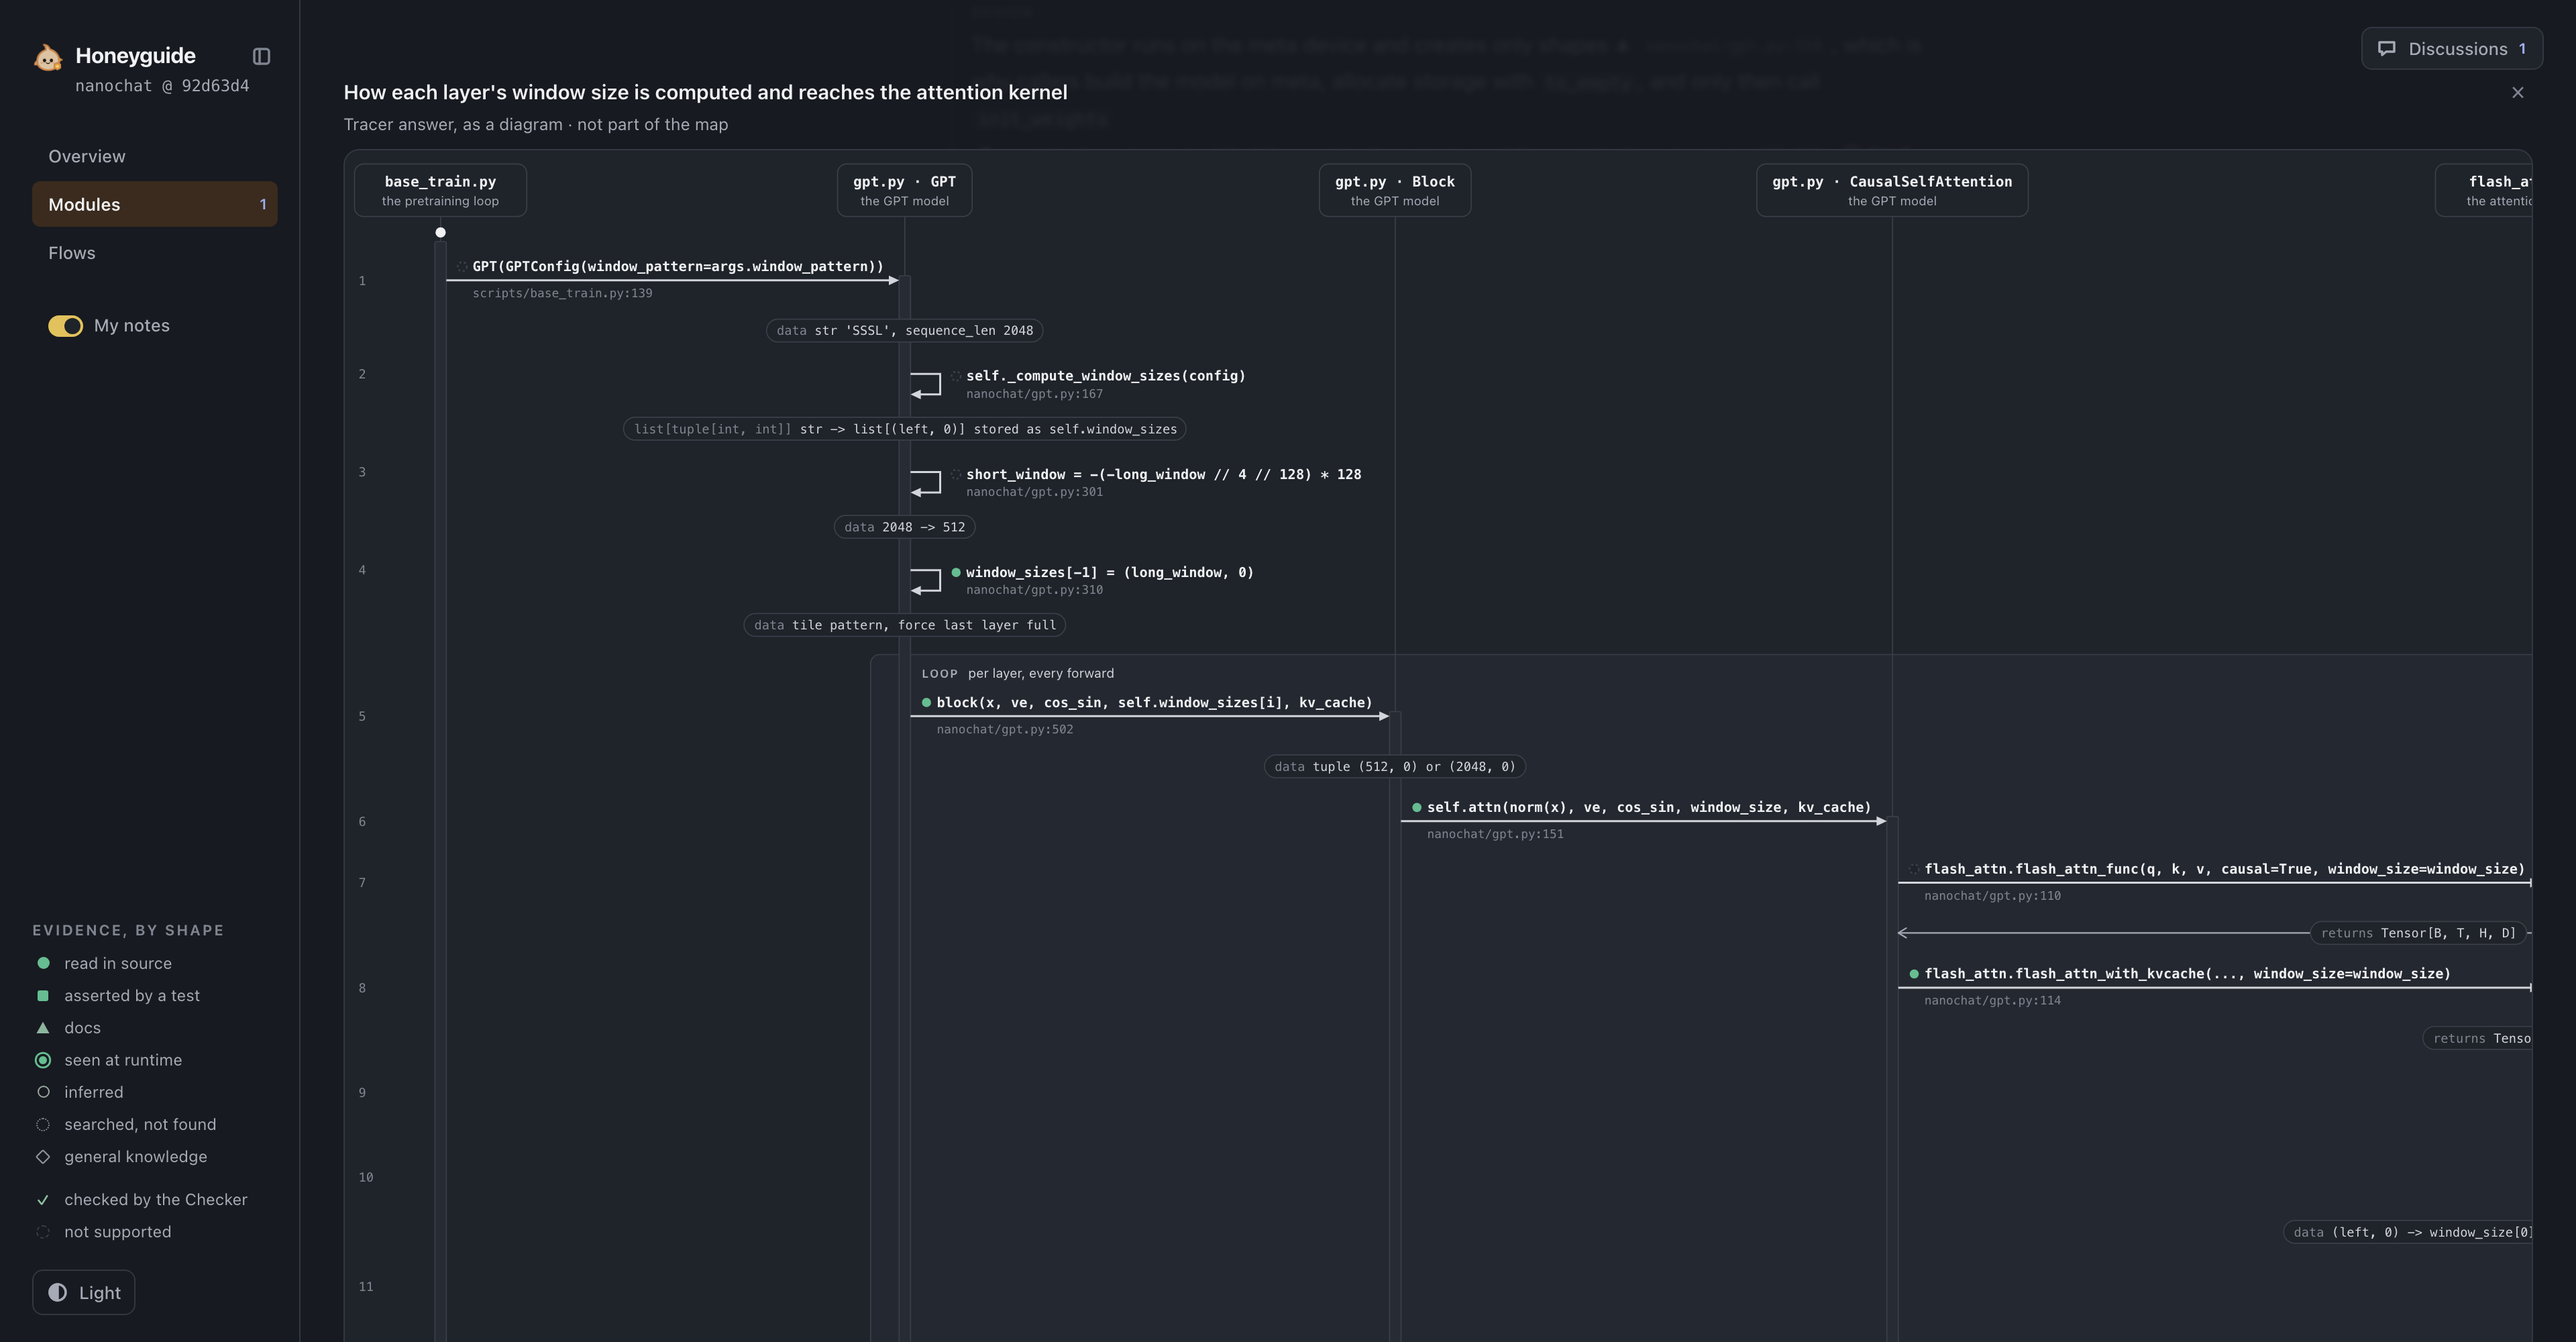 Honeyguide
nanochat @ 92d63d4
Overview
Modules 1
Flows
My notes
EVIDENCE, BY SHAPE
read in source
asserted by a test
docs
seen at runtime
inferred
searched, not found
general knowledge
checked by the Checker
not supported
Light
Discussions 1
How each layer's window size is computed and reaches the attention kernel
Tracer answer, as a diagram · not part of the map
base_train.py
the pretraining loop
gpt.py · GPT
the GPT model
gpt.py · Block
the GPT model
gpt.py · CausalSelfAttention
the GPT model
flash_at
the attentio
1
GPT(GPTConfig(window_pattern=args.window_pattern))
scripts/base_train.py:139
data str 'SSSL', sequence_len 2048
2
self._compute_window_sizes(config)
nanochat/gpt.py:167
list[tuple[int, int]] str -> list[(left, 0)] stored as self.window_sizes
3
short_window = -(-long_window // 4 // 128) * 128
nanochat/gpt.py:301
data 2048 -> 512
4
window_sizes[-1] = (long_window, 0)
nanochat/gpt.py:310
data tile pattern, force last layer full
LOOP per layer, every forward
5
block(x, ve, cos_sin, self.window_sizes[i], kv_cache)
nanochat/gpt.py:502
data tuple (512, 0) or (2048, 0)
6
self.attn(norm(x), ve, cos_sin, window_size, kv_cache)
nanochat/gpt.py:151
7
flash_attn.flash_attn_func(q, k, v, causal=True, window_size=window_size)
nanochat/gpt.py:110
returns Tensor[B, T, H, D]
8
flash_attn.flash_attn_with_kvcache(..., window_size=window_size)
nanochat/gpt.py:114
returns Tenso
9
10
data (left, 0) -> window_size[0]
11